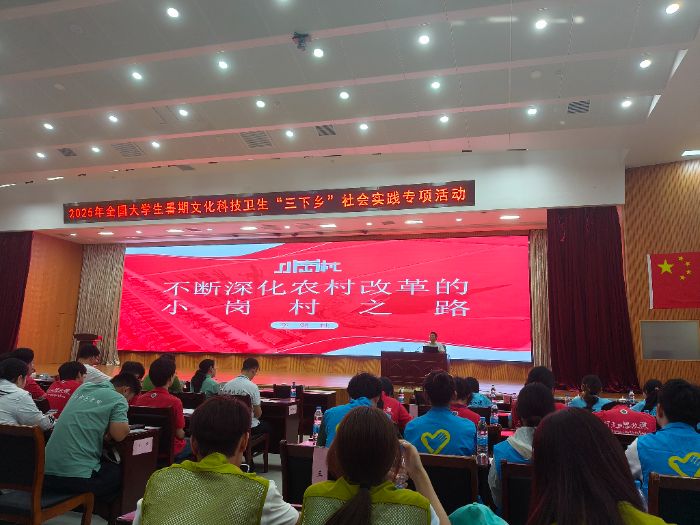 2025年全国大学生暑期文化科技卫生“三下乡”社会实践专项活动
小岗村
不断深化农村改革的
小岗村之路